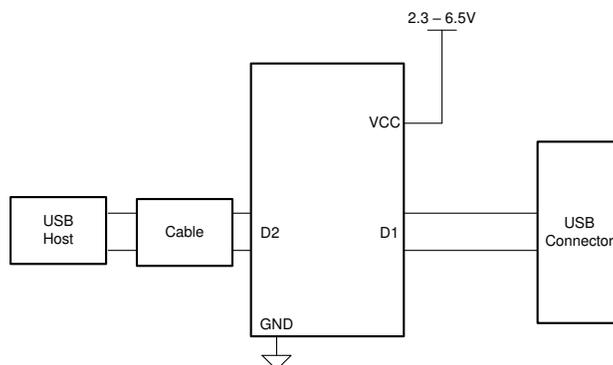 2.3 – 6.5V
VCC
USB
Host
Cable
D2
D1
USB
Connector
GND